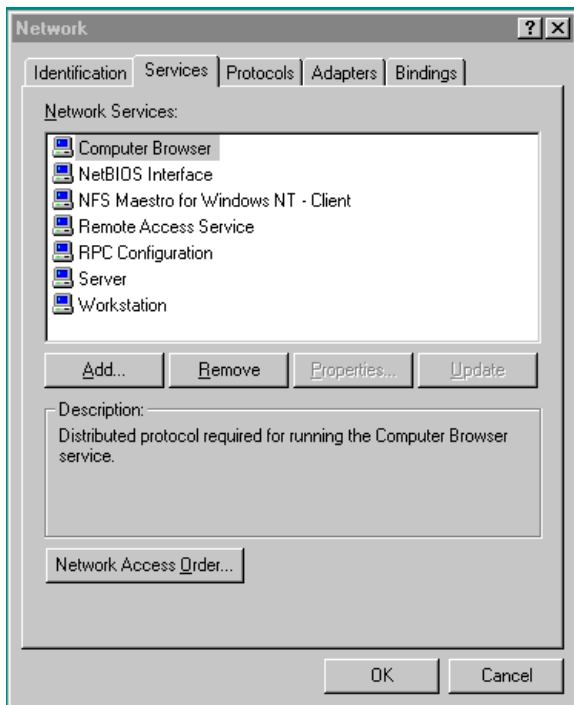 Network
Identification Services Protocols Adapters Bindings
Network Services:
Computer Browser
NetBIOS Interface
NFS Maestro for Windows NT - Client
Remote Access Service
RPC Configuration
Server
Workstation
Add... Remove Properties... Update
Description:
Distributed protocol required for running the Computer Browser
service.
Network Access Order...
OK Cancel